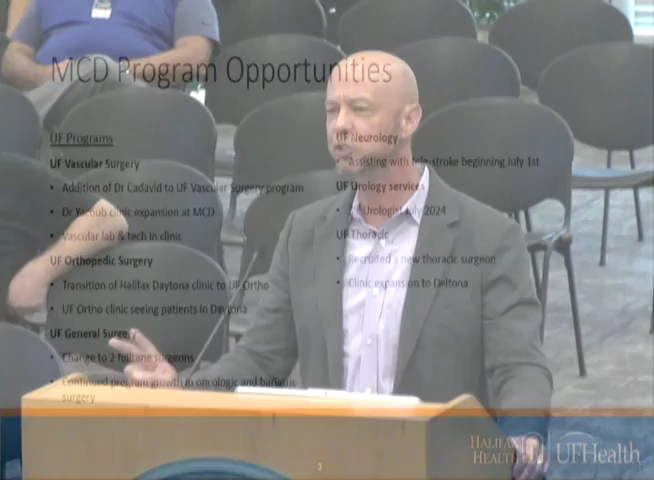 MCD Program Opportunities
UF Programs
UF Vascular Surgery
• Addition of Dr Cadavid to UF Vascular Surgery program
• Dr Yacoub clinic expansion at MCD
• Vascular lab & tech in clinic
UF Orthopedic Surgery
• Transition of Halifax Daytona clinic to UF Ortho
• UF Ortho clinic seeing patients in Daytona
UF General Surgery
• Change to 2 fulltime surgeons
• Continued program growth in oncologic and bariatric
surgery
UF Neurology
• Assisting with tele-stroke beginning July 1st
UF Urology services
• Urologist July 2024
UF Thoracic
• Recruited a new thoracic surgeon
• Clinic expansion to Deltona
HALIFAX
HEALTH
UFHealth
3